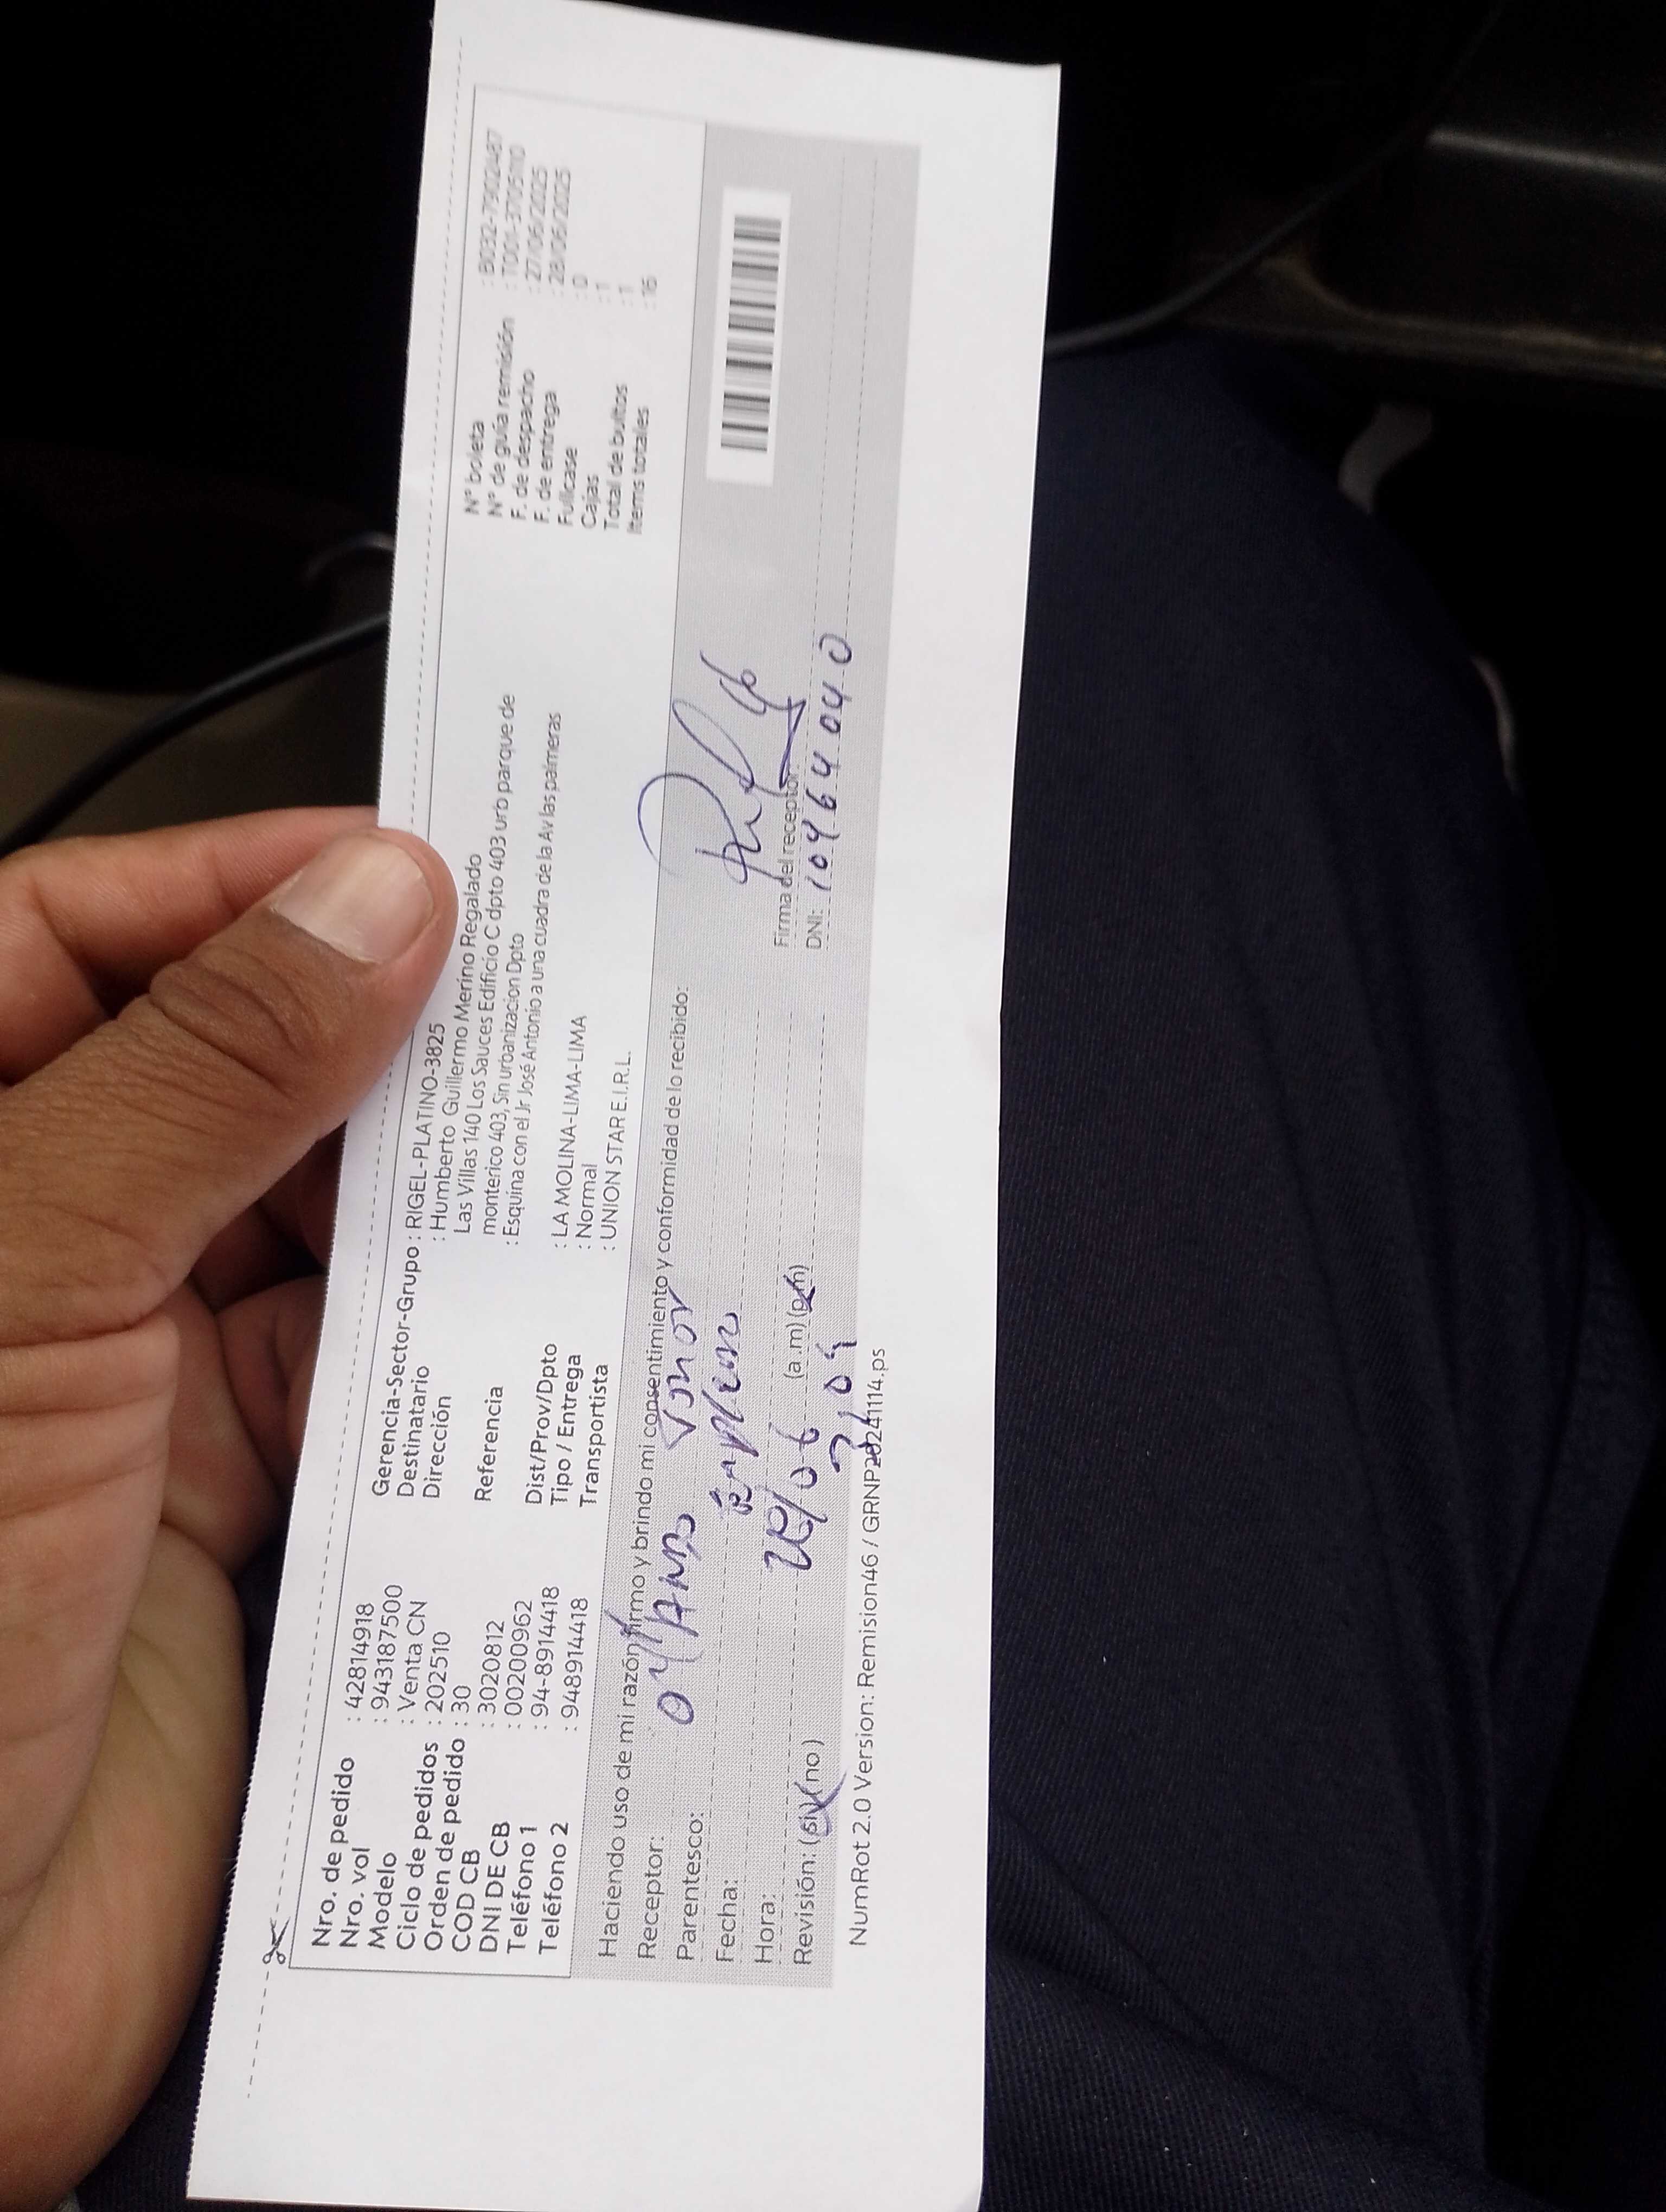 Nro. de pedido : 42814918
Nro. vol : 943187500
Modelo : Venta CN
Ciclo de pedidos : 202510
Orden de pedido : 30
COD CB : 3020812
DNI DE CB : 00200962
Teléfono 1 : 94-8914418
Teléfono 2 : 948914418
Gerencia-Sector-Grupo : RIGEL-PLATINO-3825
Destinatario : Humberto Guillermo Merino Regalado
Dirección Las Villas 140 Los Sauces Edificio C dpto 403 urb parque de
monterico 403, Sin urbanizacion Dpto
Referencia : Esquina con el Jr José Antonio a una cuadra de la Av las palmeras
Dist/Prov/Dpto : LA MOLINA-LIMA-LIMA
Tipo / Entrega : Normal
Transportista : UNION STAR E.I.R.L.
N° boleta : B032-
N° de guía remisión : T001-
F. de despacho : 27/06/2025
F. de entrega : 28/06/2025
Fullcase : 0
Cajas : 1
Total de bultos : 1
Items totales : 16
Haciendo uso de mi razón firmo y brindo mi consentimiento y conformidad de lo recibido:
Receptor:
Parentesco:
Fecha: 28/06
Hora: (a.m) (p.m)
Revisión: (si) (no)
Firma del receptor:
DNI: 10964040
NumRot 2.0 Version: Remision46 / GRNP20241114.ps